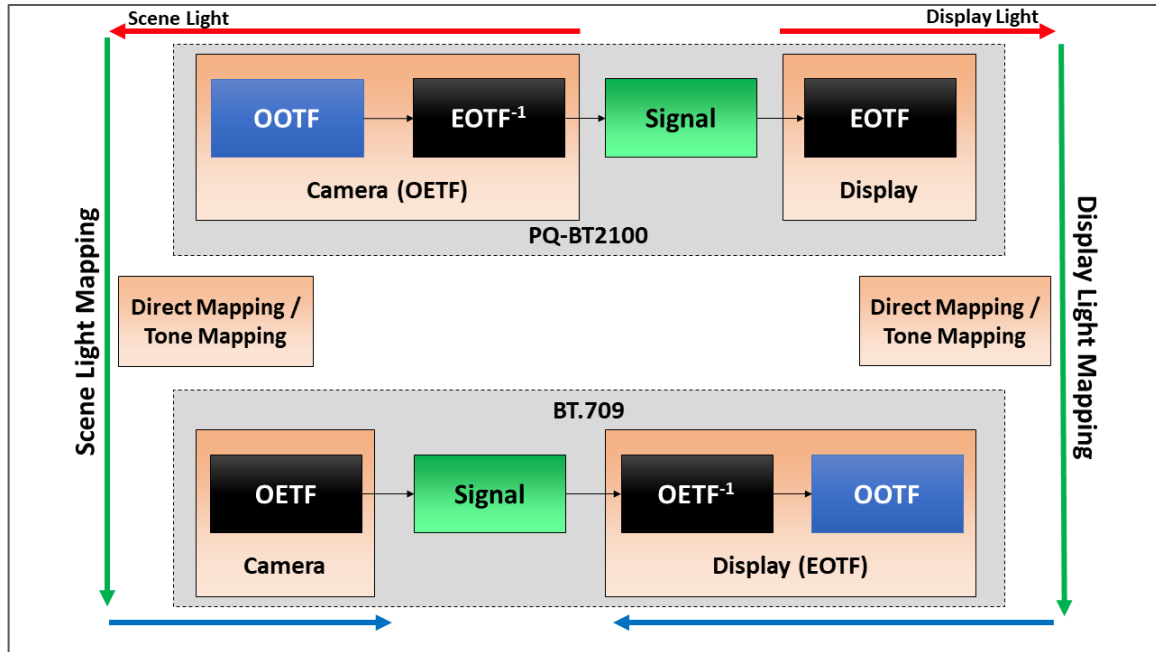 Scene Light
Display Light
OOTF
EOTF-1
Signal
EOTF
Camera (OETF)
Display
PQ-BT2100
Scene Light Mapping
Direct Mapping /
Tone Mapping
Direct Mapping /
Tone Mapping
Display Light Mapping
BT.709
OETF
Signal
OETF-1
OOTF
Camera
Display (EOTF)